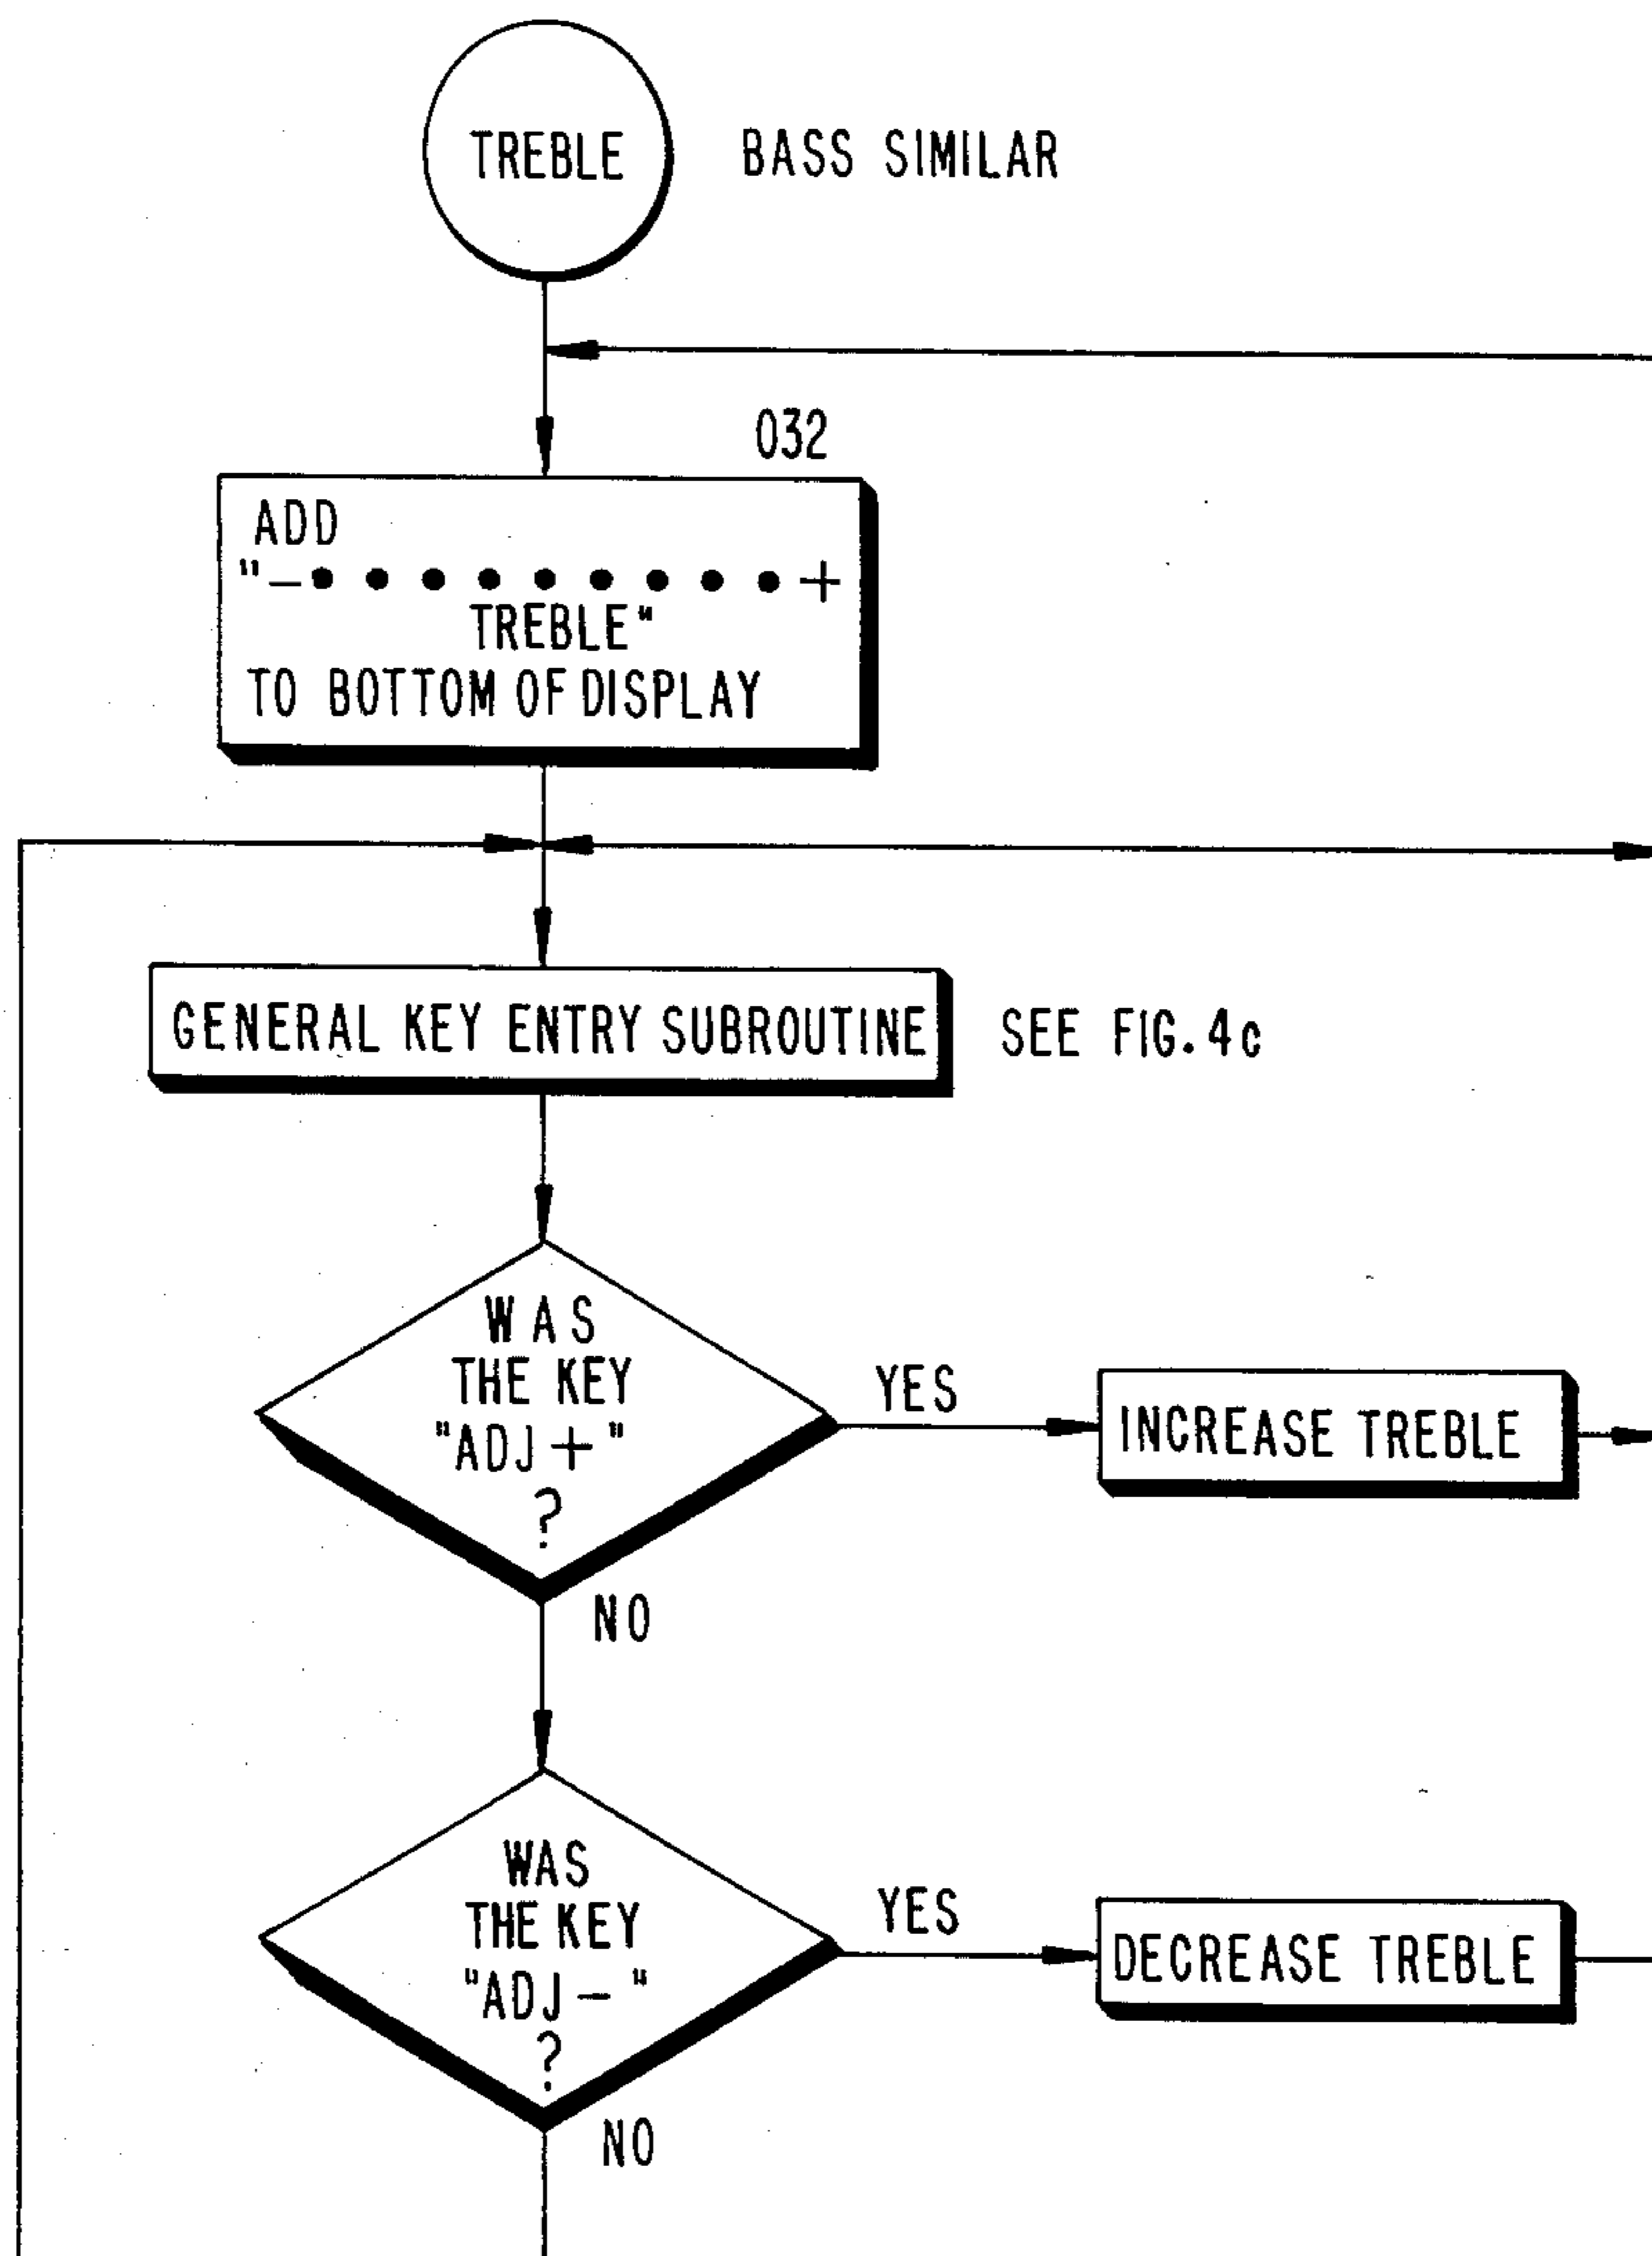 TREBLE
BASS SIMILAR
032
ADD
"-●●●●●●●●●+
TREBLE"
TO BOTTOM OF DISPLAY
GENERAL KEY ENTRY SUBROUTINE
SEE FIG. 4c
WAS
THE KEY
"ADJ+"
?
YES
INCREASE TREBLE
NO
WAS
THE KEY
"ADJ-"
?
YES
DECREASE TREBLE
NO